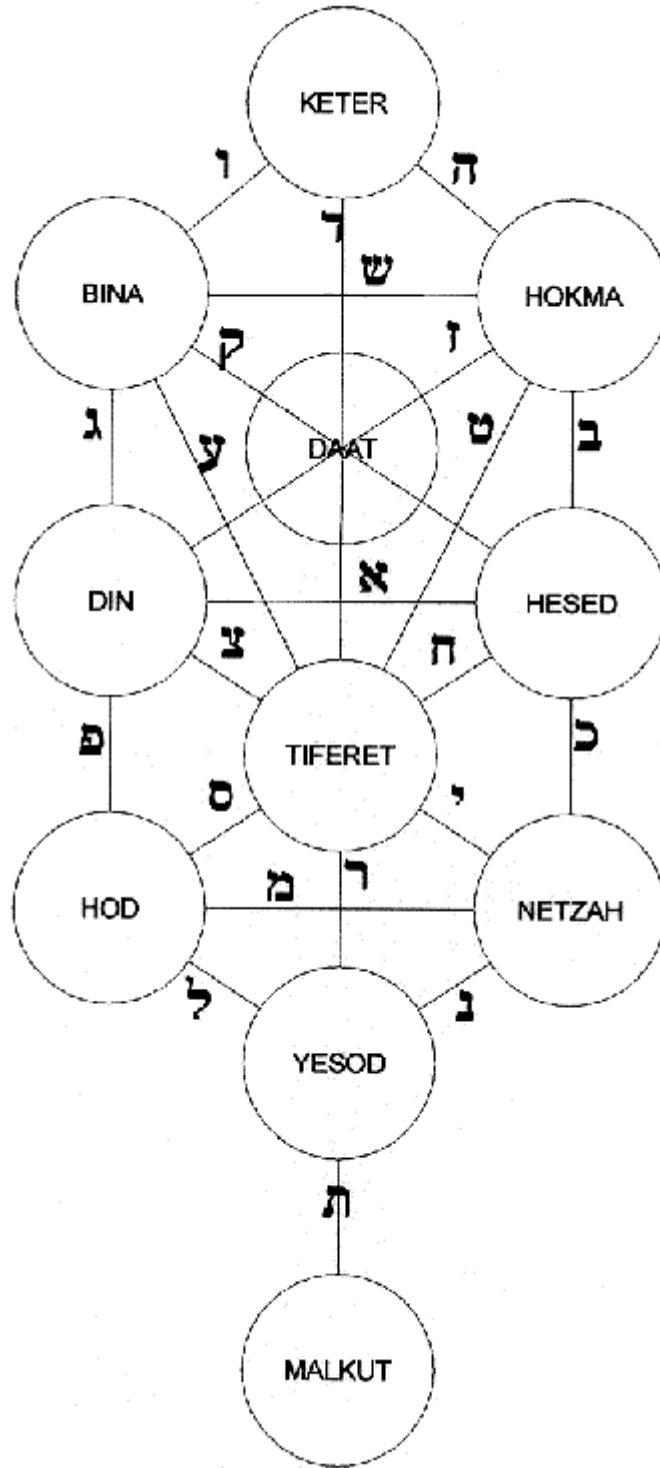 KETER
ו
ה
ד
ש
BINA
HOKMA
ק
ז
ג
ע
ט
ב
DAAT
א
DIN
HESED
צ
ח
פ
כ
TIFERET
ס
י
מ
ר
HOD
NETZAH
ל
נ
YESOD
ת
MALKUT